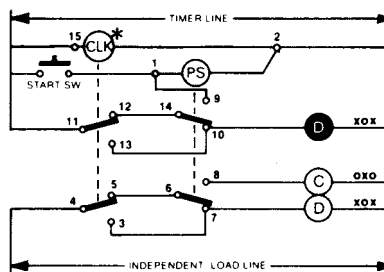 TIMER LINE
15 CLK * 2
START SW 1 PS
9
12 14
11 10 D XOX
13
8 C OXO
5 6
4 7 D XOX
3
INDEPENDENT LOAD LINE